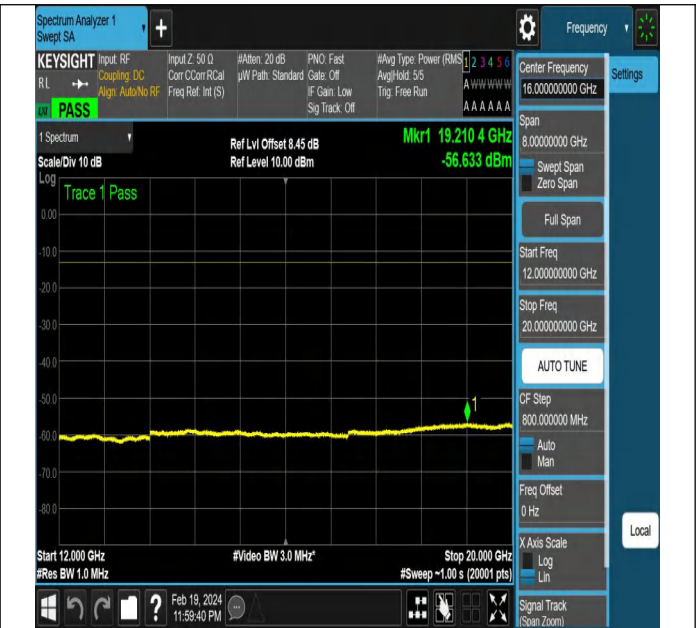 Spectrum Analyzer 1
Swept SA
+
Frequency
KEYSIGHT
RL
PASS
Input: RF
Coupling: DC
Align: Auto/No RF
Input Z: 50 Ω
Corr CCorr RCal
Freq Ref: Int (S)
#Atten: 20 dB
µW Path: Standard
PNO: Fast
Gate: Off
IF Gain: Low
Sig Track: Off
#Avg Type: Power (RMS
Avg|Hold: 5/5
Trig: Free Run
1 2 3 4 5 6
A W W W W W
A A A A A A
1 Spectrum
Scale/Div 10 dB
Ref Lvl Offset 8.45 dB
Ref Level 10.00 dBm
Mkr1 19.210 4 GHz
-56.633 dBm
Log
Trace 1 Pass
0.00
-10.0
-20.0
-30.0
-40.0
-50.0
-60.0
-70.0
-80.0
1
Start 12.000 GHz
#Res BW 1.0 MHz
#Video BW 3.0 MHz*
Stop 20.000 GHz
#Sweep ~1.00 s (20001 pts)
?
Feb 19, 2024
11:59:40 PM
Center Frequency
16.000000000 GHz
Settings
Span
8.00000000 GHz
Swept Span
Zero Span
Full Span
Start Freq
12.000000000 GHz
Stop Freq
20.000000000 GHz
AUTO TUNE
CF Step
800.000000 MHz
Auto
Man
Freq Offset
0 Hz
X Axis Scale
Log
Lin
Local
Signal Track
(Span Zoom)